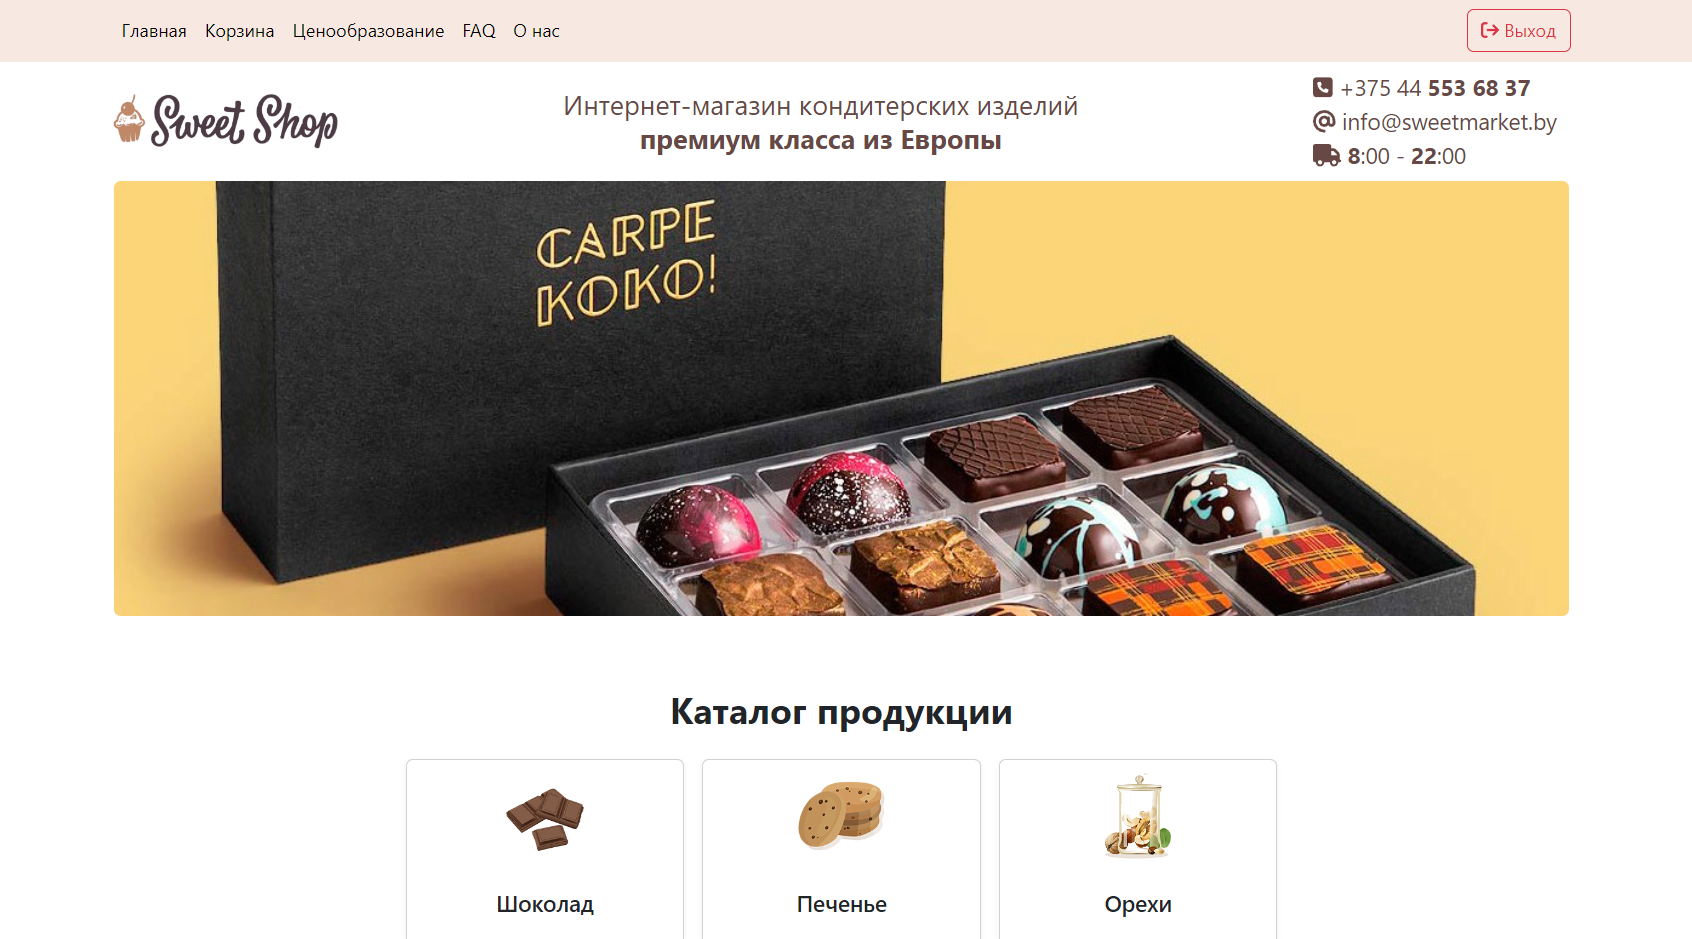 Главная Корзина Ценообразование FAQ О нас
Выход
Sweet Shop
Интернет-магазин кондитерских изделий
премиум класса из Европы
+375 44 553 68 37
info@sweetmarket.by
8:00 - 22:00
CARPE
KOKO!
Каталог продукции
Шоколад
Печенье
Орехи